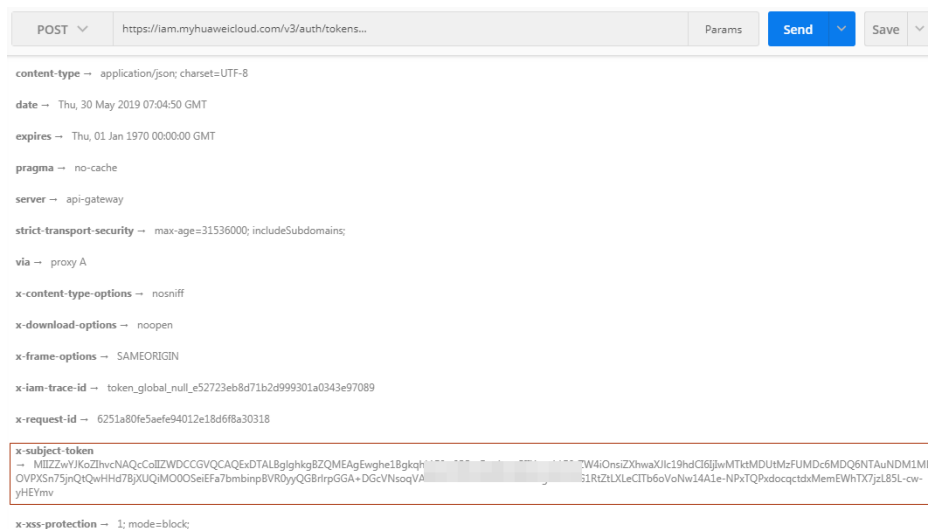 POST
https://iam.myhuaweicloud.com/v3/auth/tokens...
Params
Send
Save
content-type → application/json; charset=UTF-8
date → Thu, 30 May 2019 07:04:50 GMT
expires → Thu, 01 Jan 1970 00:00:00 GMT
pragma → no-cache
server → api-gateway
strict-transport-security → max-age=31536000; includeSubdomains;
via → proxy A
x-content-type-options → nosniff
x-download-options → noopen
x-frame-options → SAMEORIGIN
x-iam-trace-id → token_global_null_e52723eb8d71b2d999301a0343e97089
x-request-id → 6251a80fe5aefe94012e18d6f8a30318
x-subject-token
→ MIIZZwYJKoZIhvcNAQcCoIIZWDCCGVQCAQExDTALBglghkgBZQMEAgEwghe1Bgkqh
OVPXSn75jnQtQwHHd7BjXUQiMO0OSeiEFa7bmbinpBVR0yyQGBrlrpGGA+DGcVNsoqVA
yHEYmv
x-xss-protection → 1; mode=block;